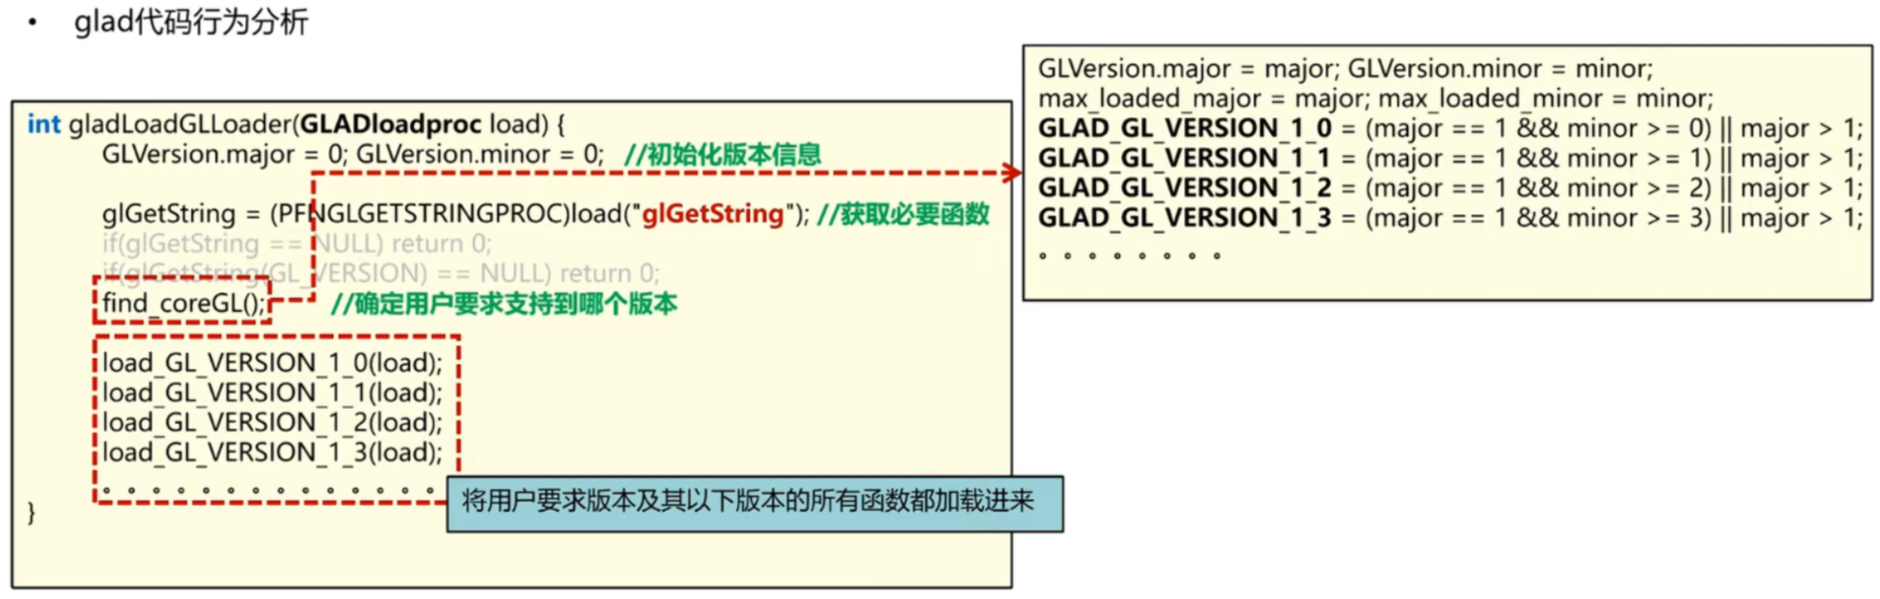 • glad代码行为分析
int gladLoadGLLoader(GLADloadproc load) {
GLVersion.major = 0; GLVersion.minor = 0; //初始化版本信息
glGetString = (PFNGLGETSTRINGPROC)load("glGetString"); //获取必要函数
if(glGetString == NULL) return 0;
if(glGetString(GL_VERSION) == NULL) return 0;
find_coreGL(); //确定用户要求支持到哪个版本
load_GL_VERSION_1_0(load);
load_GL_VERSION_1_1(load);
load_GL_VERSION_1_2(load);
load_GL_VERSION_1_3(load);
。。。。。。。。。。。。。。
}
将用户要求版本及其以下版本的所有函数都加载进来
GLVersion.major = major; GLVersion.minor = minor;
max_loaded_major = major; max_loaded_minor = minor;
GLAD_GL_VERSION_1_0 = (major == 1 && minor >= 0) || major > 1;
GLAD_GL_VERSION_1_1 = (major == 1 && minor >= 1) || major > 1;
GLAD_GL_VERSION_1_2 = (major == 1 && minor >= 2) || major > 1;
GLAD_GL_VERSION_1_3 = (major == 1 && minor >= 3) || major > 1;
。。。。。。。。